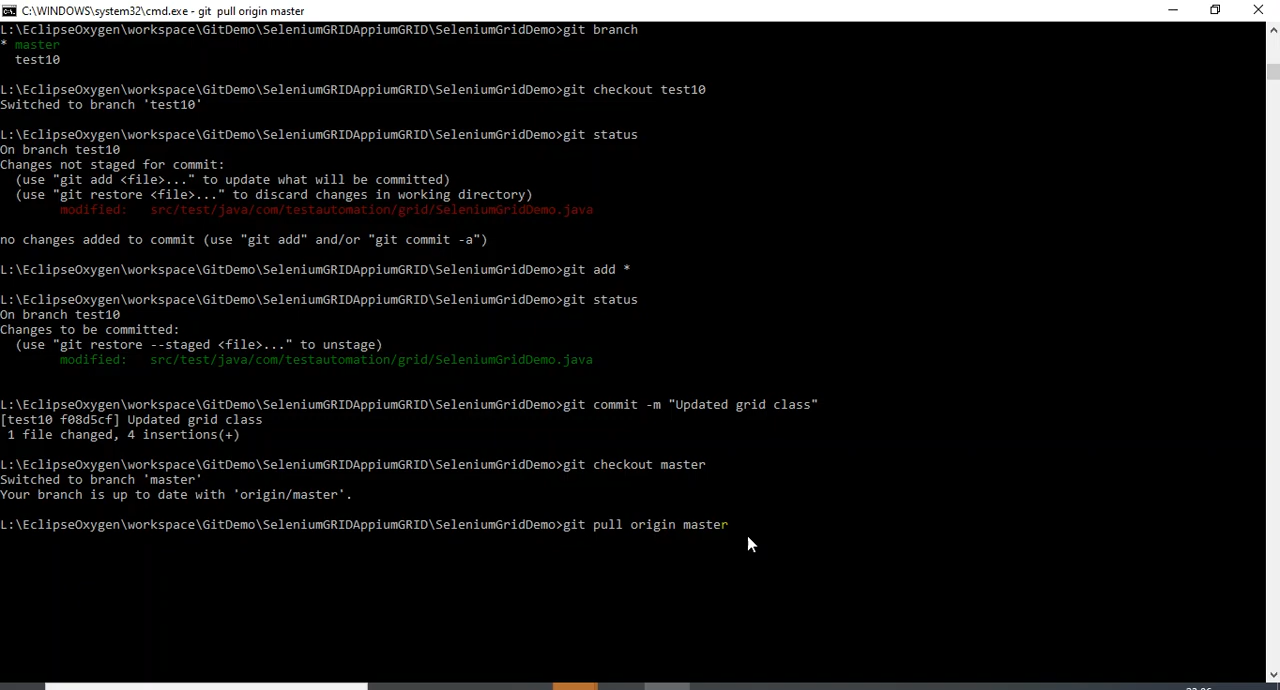 C:\WINDOWS\system32\cmd.exe - git pull origin master
L:\EclipseOxygen\workspace\GitDemo\SeleniumGRIDAppiumGRID\SeleniumGridDemo>git branch
* master
test10
L:\EclipseOxygen\workspace\GitDemo\SeleniumGRIDAppiumGRID\SeleniumGridDemo>git checkout test10
Switched to branch 'test10'
L:\EclipseOxygen\workspace\GitDemo\SeleniumGRIDAppiumGRID\SeleniumGridDemo>git status
On branch test10
Changes not staged for commit:
(use "git add <file>..." to update what will be committed)
(use "git restore <file>..." to discard changes in working directory)
modified:   src/test/java/com/testautomation/grid/SeleniumGridDemo.java
no changes added to commit (use "git add" and/or "git commit -a")
L:\EclipseOxygen\workspace\GitDemo\SeleniumGRIDAppiumGRID\SeleniumGridDemo>git add *
L:\EclipseOxygen\workspace\GitDemo\SeleniumGRIDAppiumGRID\SeleniumGridDemo>git status
On branch test10
Changes to be committed:
(use "git restore --staged <file>..." to unstage)
modified:   src/test/java/com/testautomation/grid/SeleniumGridDemo.java
L:\EclipseOxygen\workspace\GitDemo\SeleniumGRIDAppiumGRID\SeleniumGridDemo>git commit -m "Updated grid class"
[test10 f08d5cf] Updated grid class
1 file changed, 4 insertions(+)
L:\EclipseOxygen\workspace\GitDemo\SeleniumGRIDAppiumGRID\SeleniumGridDemo>git checkout master
Switched to branch 'master'
Your branch is up to date with 'origin/master'.
L:\EclipseOxygen\workspace\GitDemo\SeleniumGRIDAppiumGRID\SeleniumGridDemo>git pull origin master